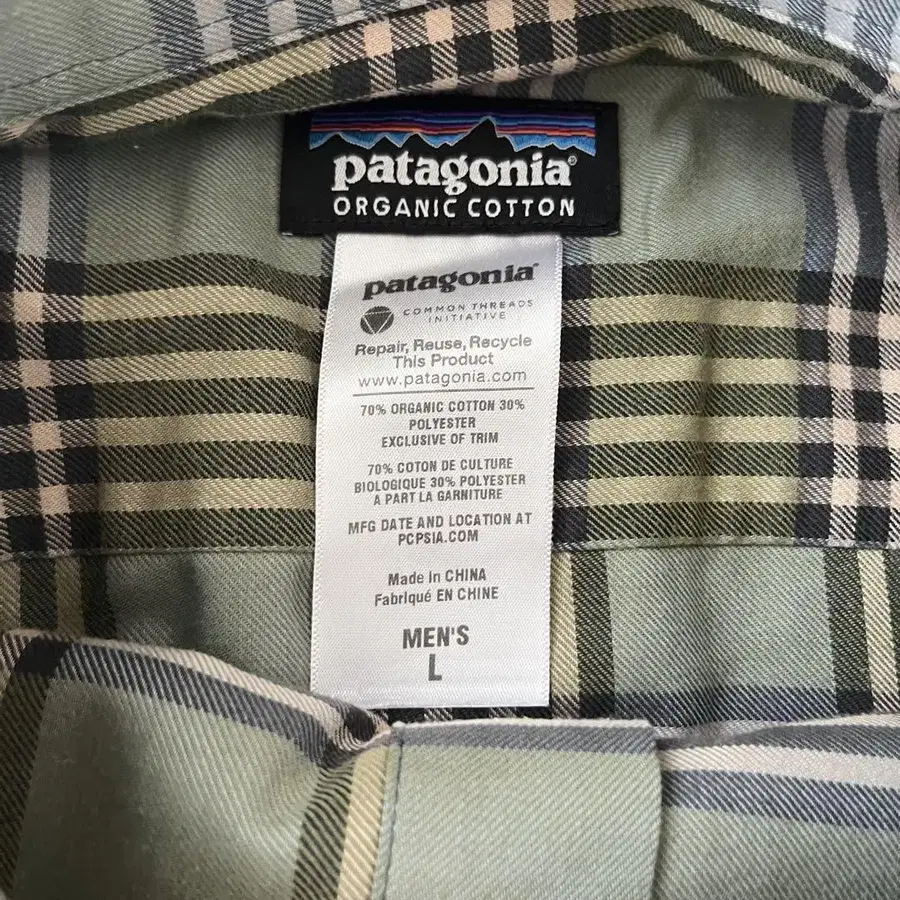 patagonia®
ORGANIC COTTON
patagonia®
COMMON THREADS
INITIATIVE
Repair, Reuse, Recycle
This Product
www.patagonia.com
70% ORGANIC COTTON 30%
POLYESTER
EXCLUSIVE OF TRIM
70% COTON DE CULTURE
BIOLOGIQUE 30% POLYESTER
A PART LA GARNITURE
MFG DATE AND LOCATION AT
PCPSIA.COM
Made in CHINA
Fabriqué EN CHINE
MEN'S
L